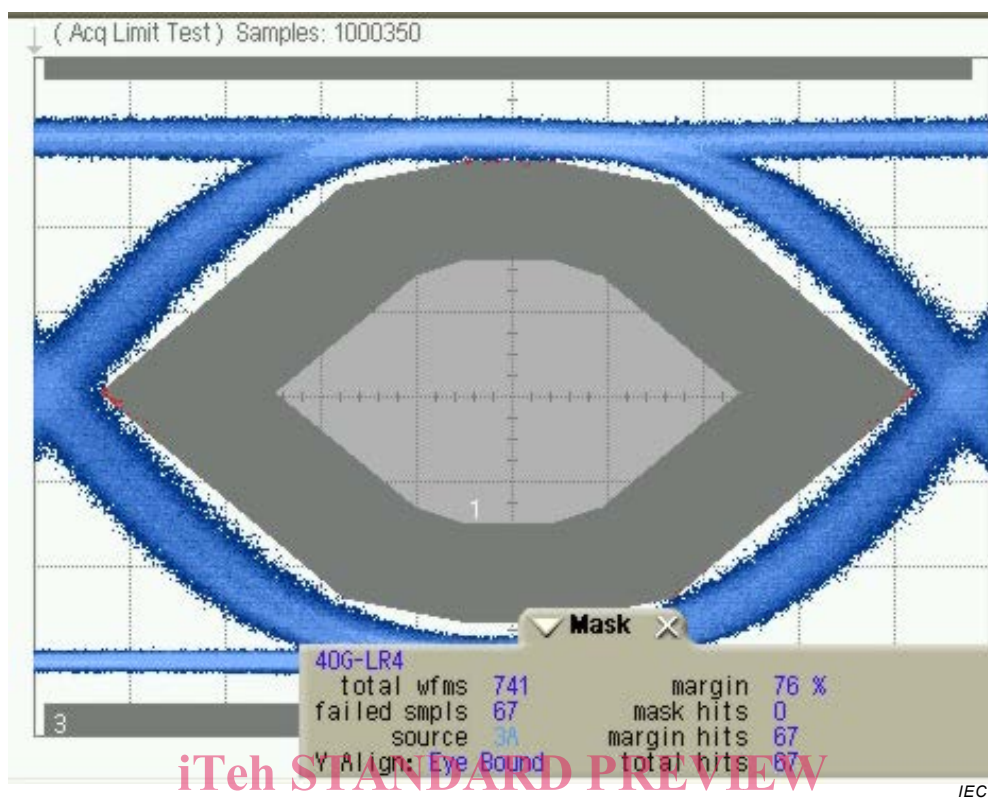 ( Acq Limit Test ) Samples: 1000350
1
Mask
40G-LR4
total wfms 741 margin 76 %
failed smpls 67 mask hits 0
3
source 3A margin hits 67
Y Align: Eye Bound total hits 67
iTeh STANDARD PREVIEW
IEC